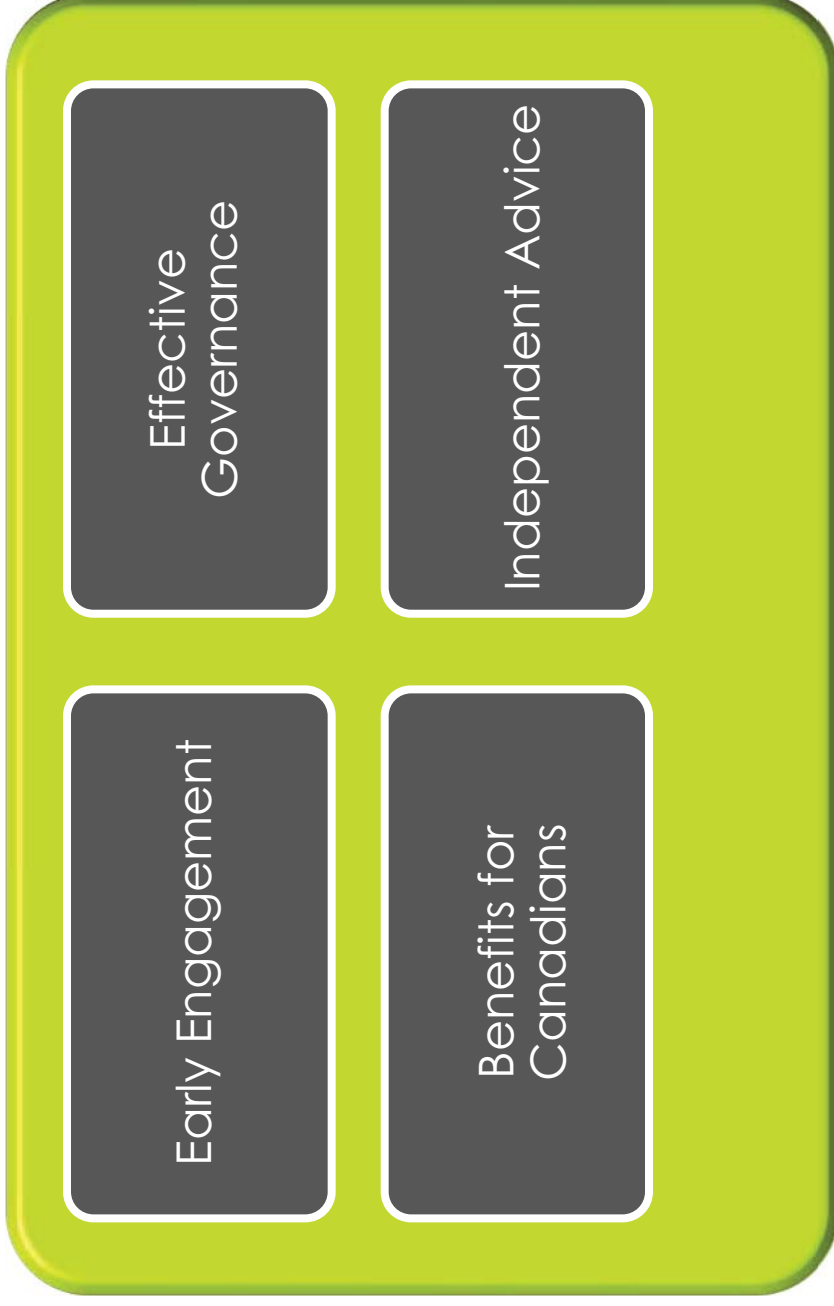 Early Engagement
Effective
Governance
Benefits for
Canadians
Independent Advice